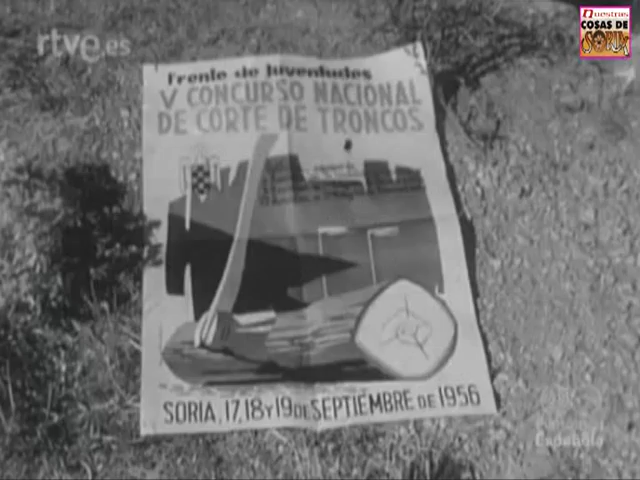 rtve.es
Nuestras
COSAS DE
SORIA
Frente de Juventudes
V CONCURSO NACIONAL
DE CORTE DE TRONCOS
SORIA, 17, 18 Y 19 DE SEPTIEMBRE DE 1956